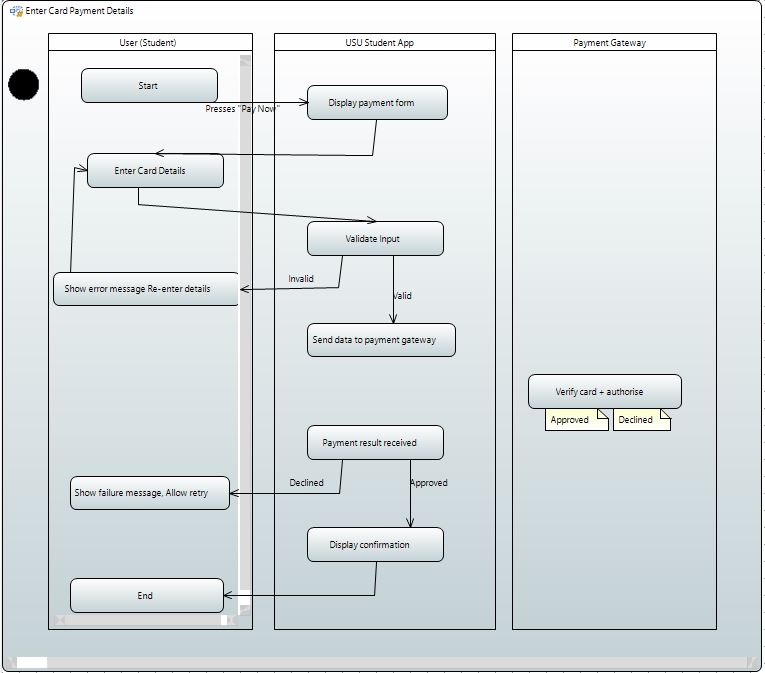 Enter Card Payment Details
User (Student)
USU Student App
Payment Gateway
Start
Presses "Pay Now"
Display payment form
Enter Card Details
Validate Input
Invalid
Valid
Show error message Re-enter details
Send data to payment gateway
Verify card + authorise
Approved
Declined
Payment result received
Declined
Approved
Show failure message, Allow retry
Display confirmation
End